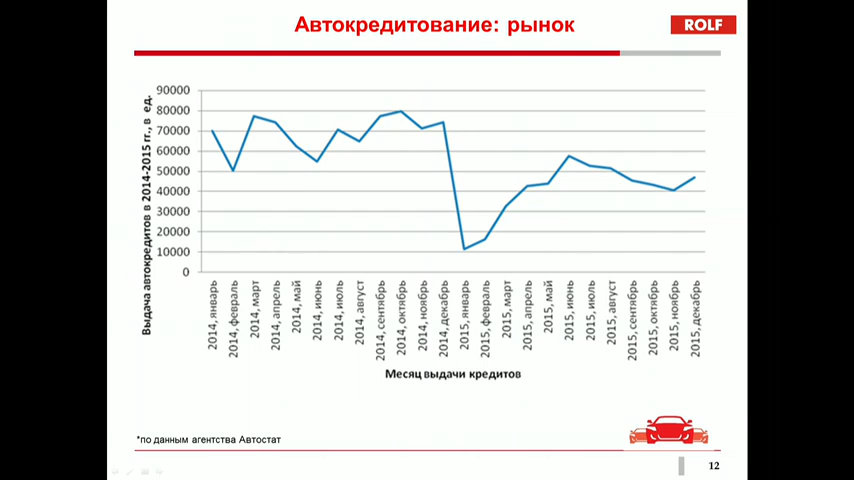 Автокредитование: рынок
ROLF
Выдача автокредитов в 2014-2015 гг., в ед.
90000
80000
70000
60000
50000
40000
30000
20000
10000
0
2014, январь
2014, февраль
2014, март
2014, апрель
2014, май
2014, июнь
2014, июль
2014, август
2014, сентябрь
2014, октябрь
2014, ноябрь
2014, декабрь
2015, январь
2015, февраль
2015, март
2015, апрель
2015, май
2015, июнь
2015, июль
2015, август
2015, сентябрь
2015, октябрь
2015, ноябрь
2015, декабрь
Месяц выдачи кредитов
*по данным агентства Автостат
12